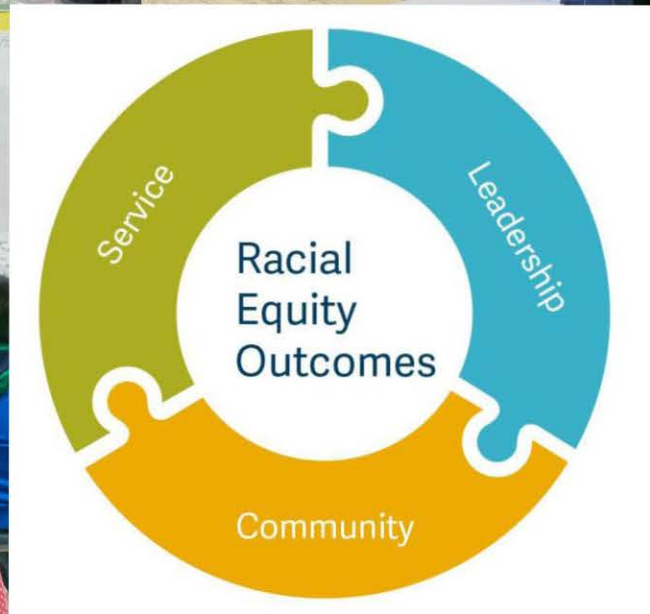 Service
Leadership
Racial
Equity
Outcomes
Community